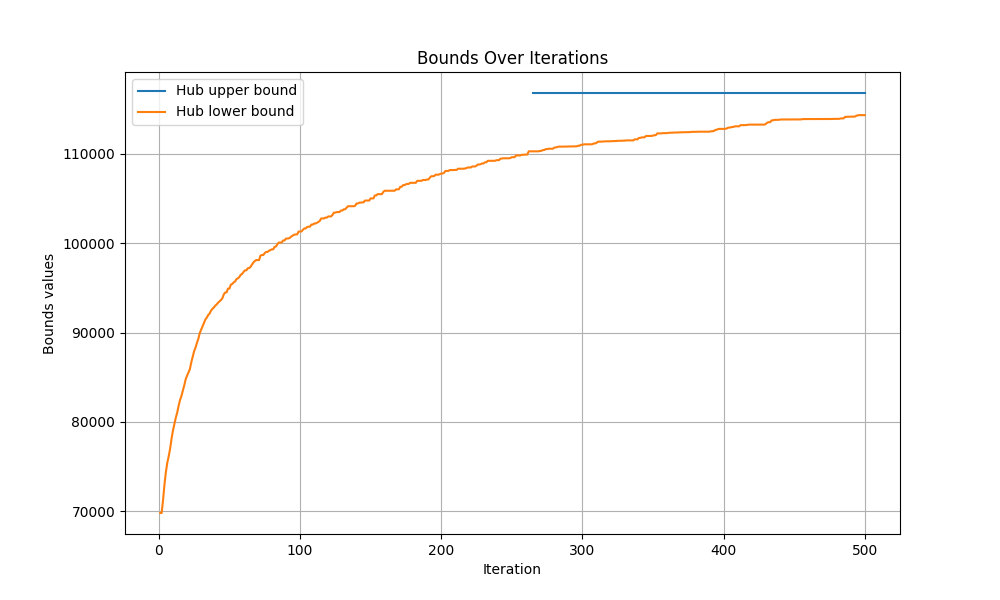 Bounds Over Iterations
Hub upper bound
Hub lower bound
Bounds values
110000
100000
90000
80000
70000
0 100 200 300 400 500
Iteration